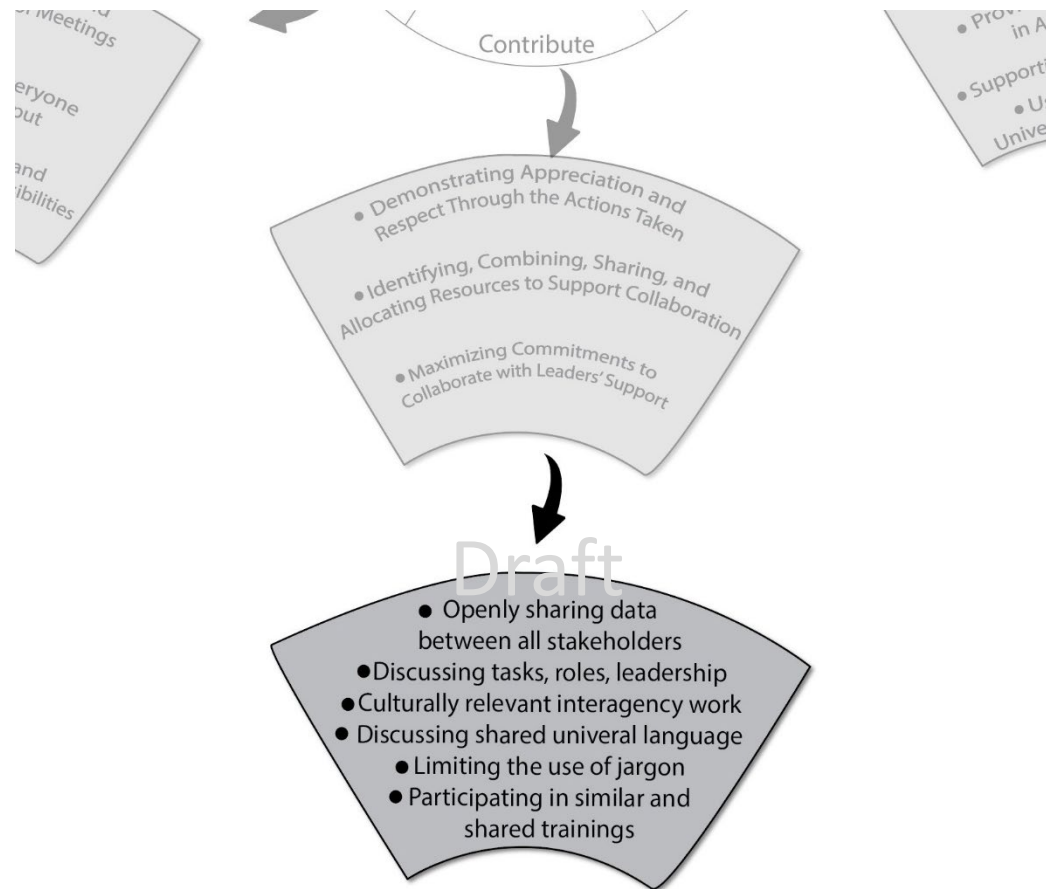 Meetings
eryone
and
ibilities
Contribute
in A
Supporti
Unive
● Demonstrating Appreciation and
Respect Through the Actions Taken
● Identifying, Combining, Sharing, and
Allocating Resources to Support Collaboration
● Maximizing Commitments to
Collaborate with Leaders' Support
Draft
● Openly sharing data
between all stakeholders
● Discussing tasks, roles, leadership
● Culturally relevant interagency work
● Discussing shared univeral language
● Limiting the use of jargon
● Participating in similar and
shared trainings